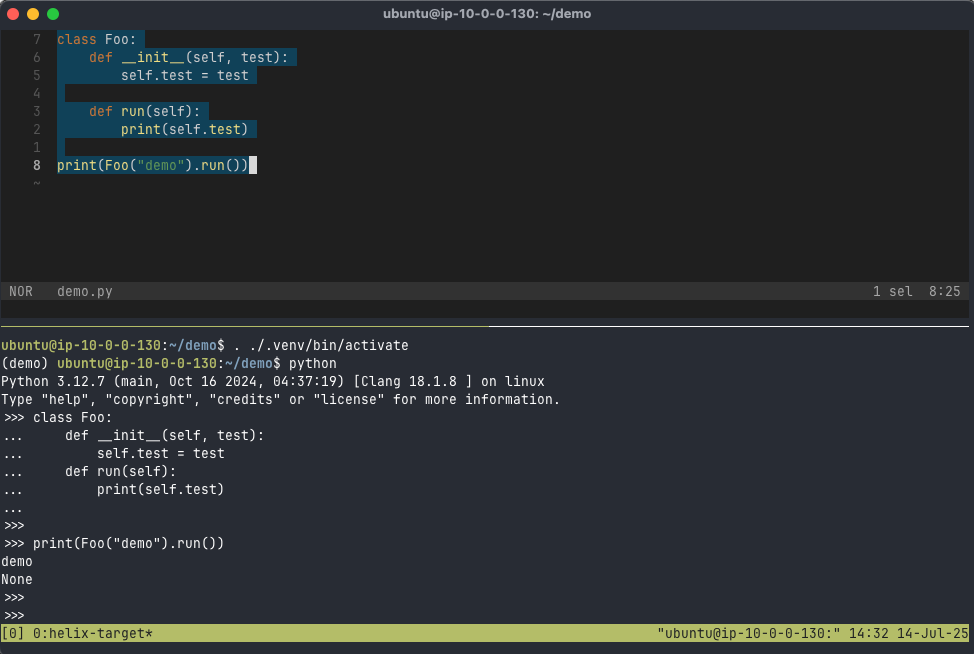 ubuntu@ip-10-0-0-130: ~/demo
7 class Foo:
6     def __init__(self, test):
5         self.test = test
4
3     def run(self):
2         print(self.test)
1
8 print(Foo("demo").run())
~
NOR demo.py 1 sel 8:25
ubuntu@ip-10-0-0-130:~/demo$ . ./.venv/bin/activate
(demo) ubuntu@ip-10-0-0-130:~/demo$ python
Python 3.12.7 (main, Oct 16 2024, 04:37:19) [Clang 18.1.8 ] on linux
Type "help", "copyright", "credits" or "license" for more information.
>>> class Foo:
...     def __init__(self, test):
...         self.test = test
...     def run(self):
...         print(self.test)
...
>>>
>>> print(Foo("demo").run())
demo
None
>>>
>>>
[0] 0:helix-target* "ubuntu@ip-10-0-0-130:" 14:32 14-Jul-25